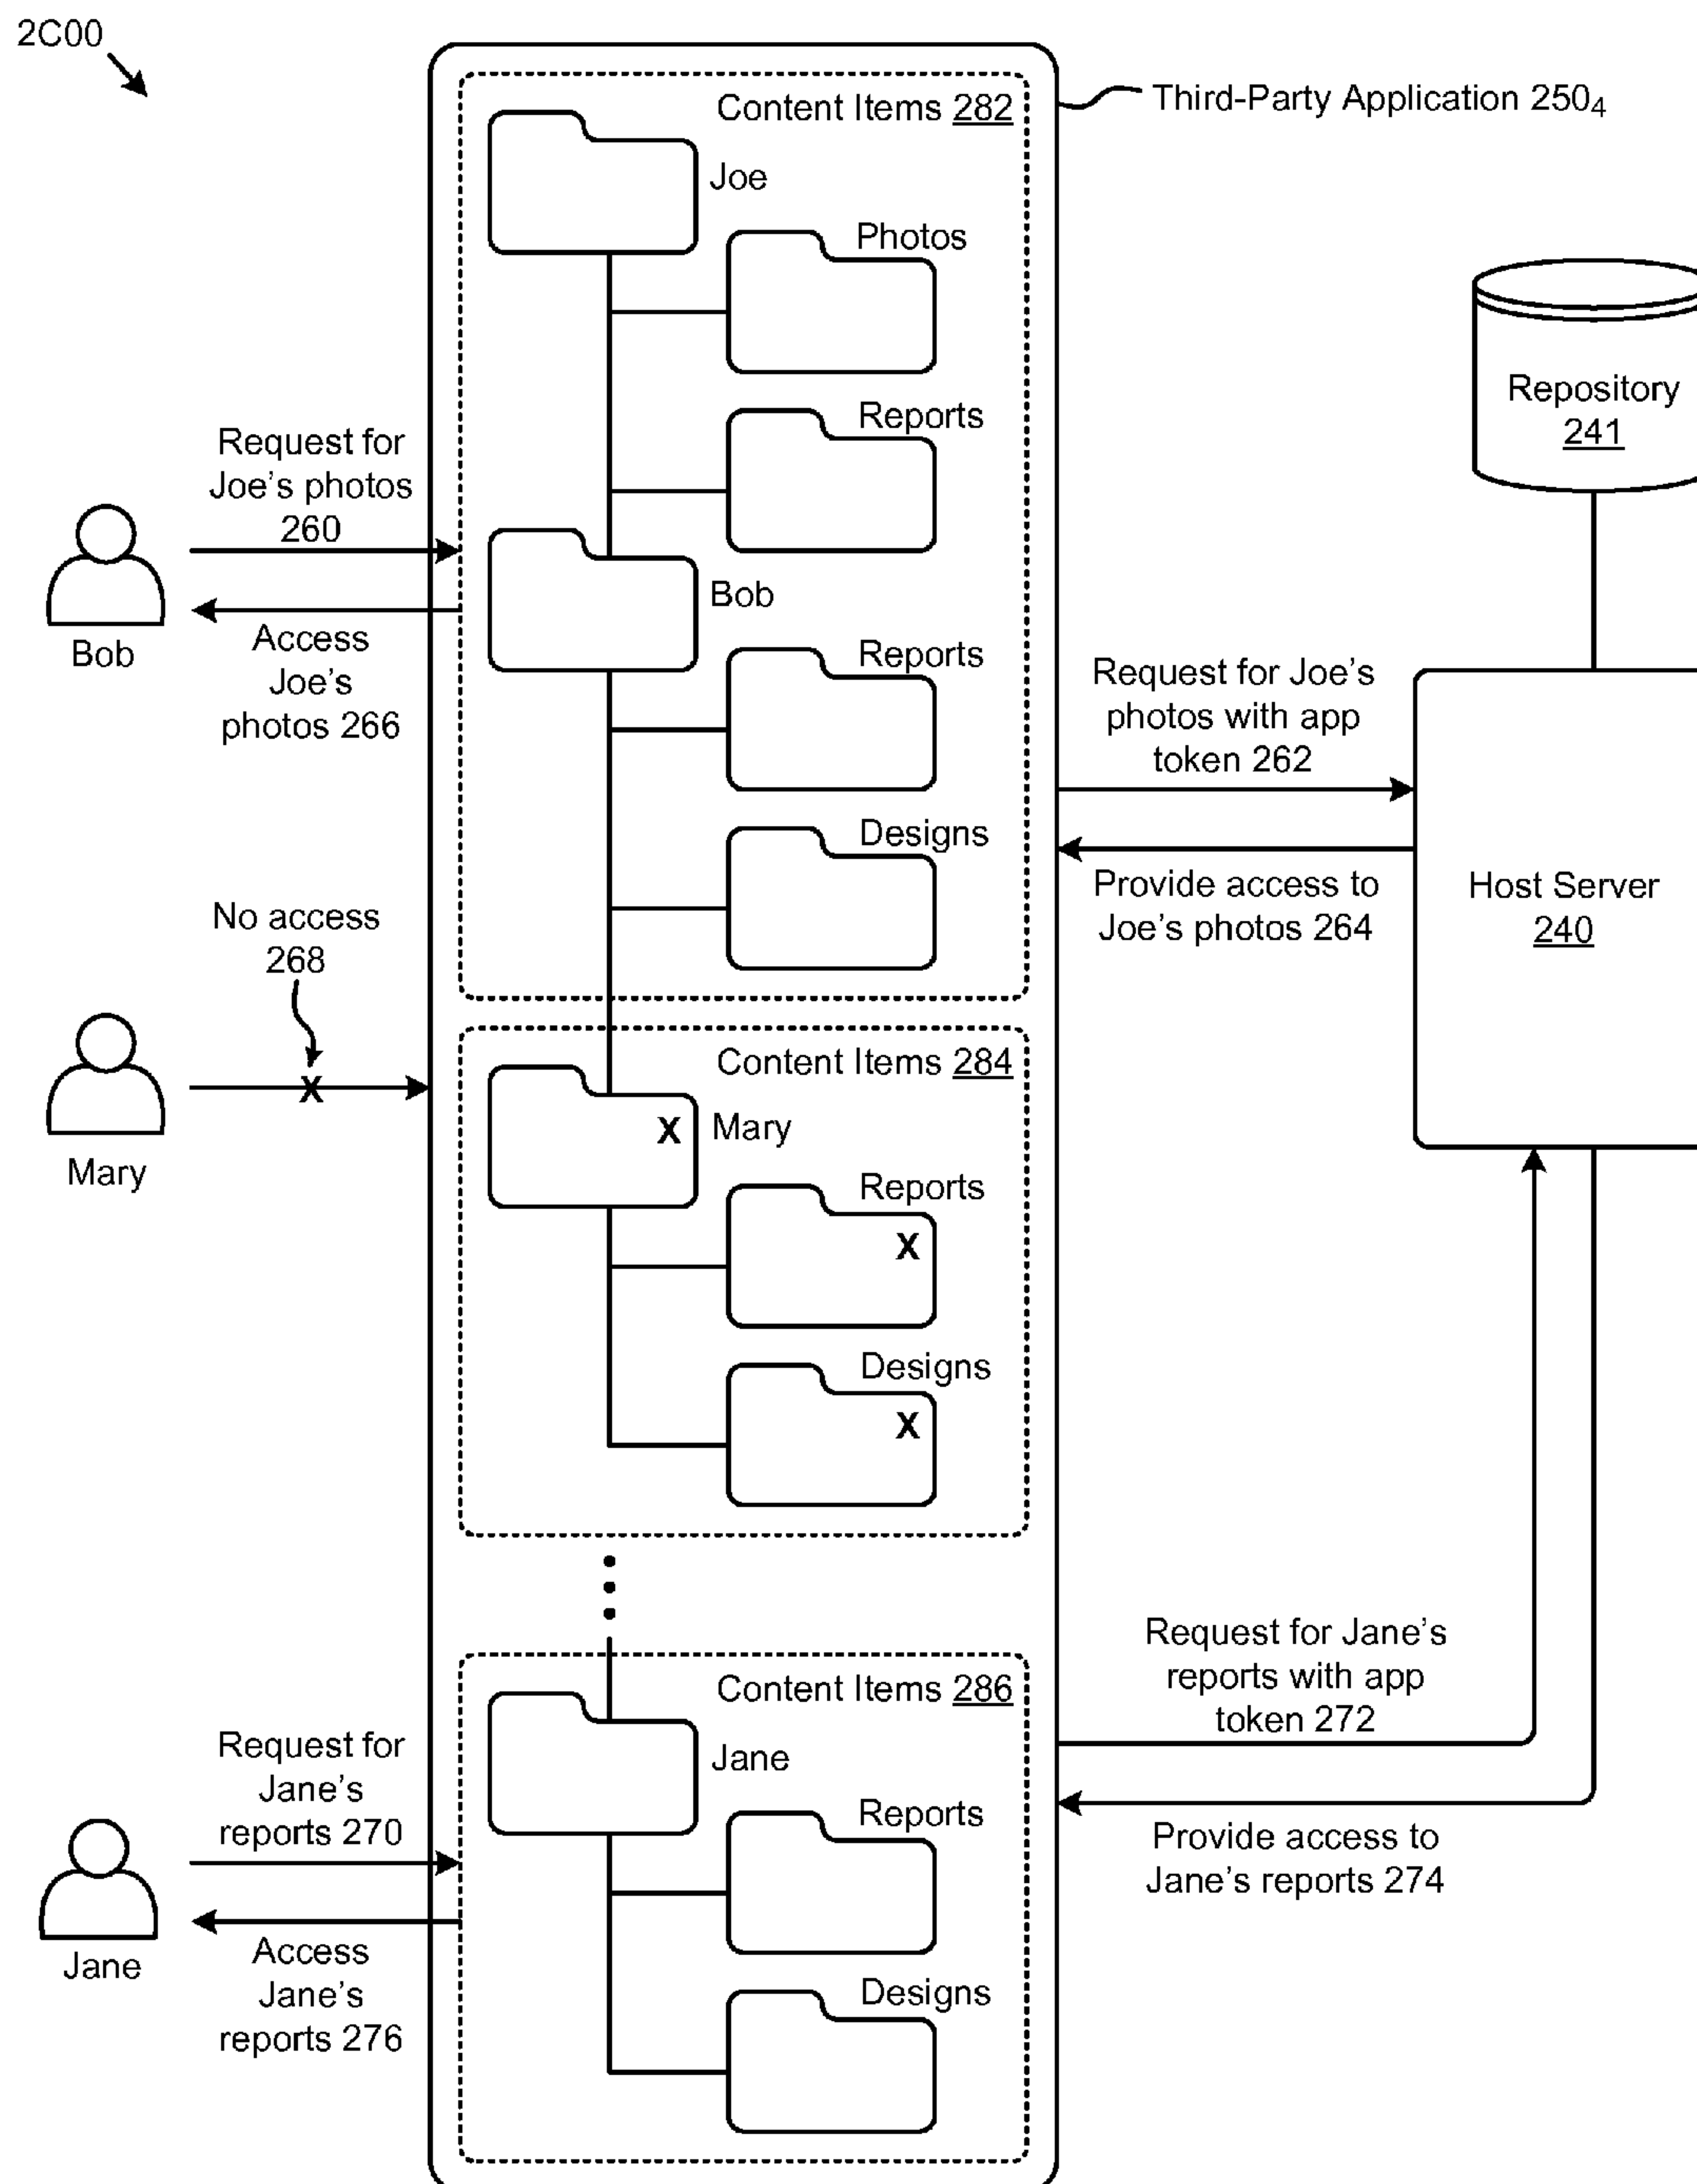 2C00
Third-Party Application 250₄
Content Items 282
Joe
Photos
Reports
Bob
Reports
Designs
Request for
Joe’s photos
260
Bob
Access
Joe’s
photos 266
Repository
241
Request for Joe’s
photos with app
token 262
Provide access to
Joe’s photos 264
Host Server
240
No access
268
X
Mary
Content Items 284
X
Mary
Reports
X
Designs
X
Content Items 286
Jane
Reports
Designs
Request for
Jane’s
reports 270
Jane
Access
Jane’s
reports 276
Request for Jane’s
reports with app
token 272
Provide access to
Jane’s reports 274